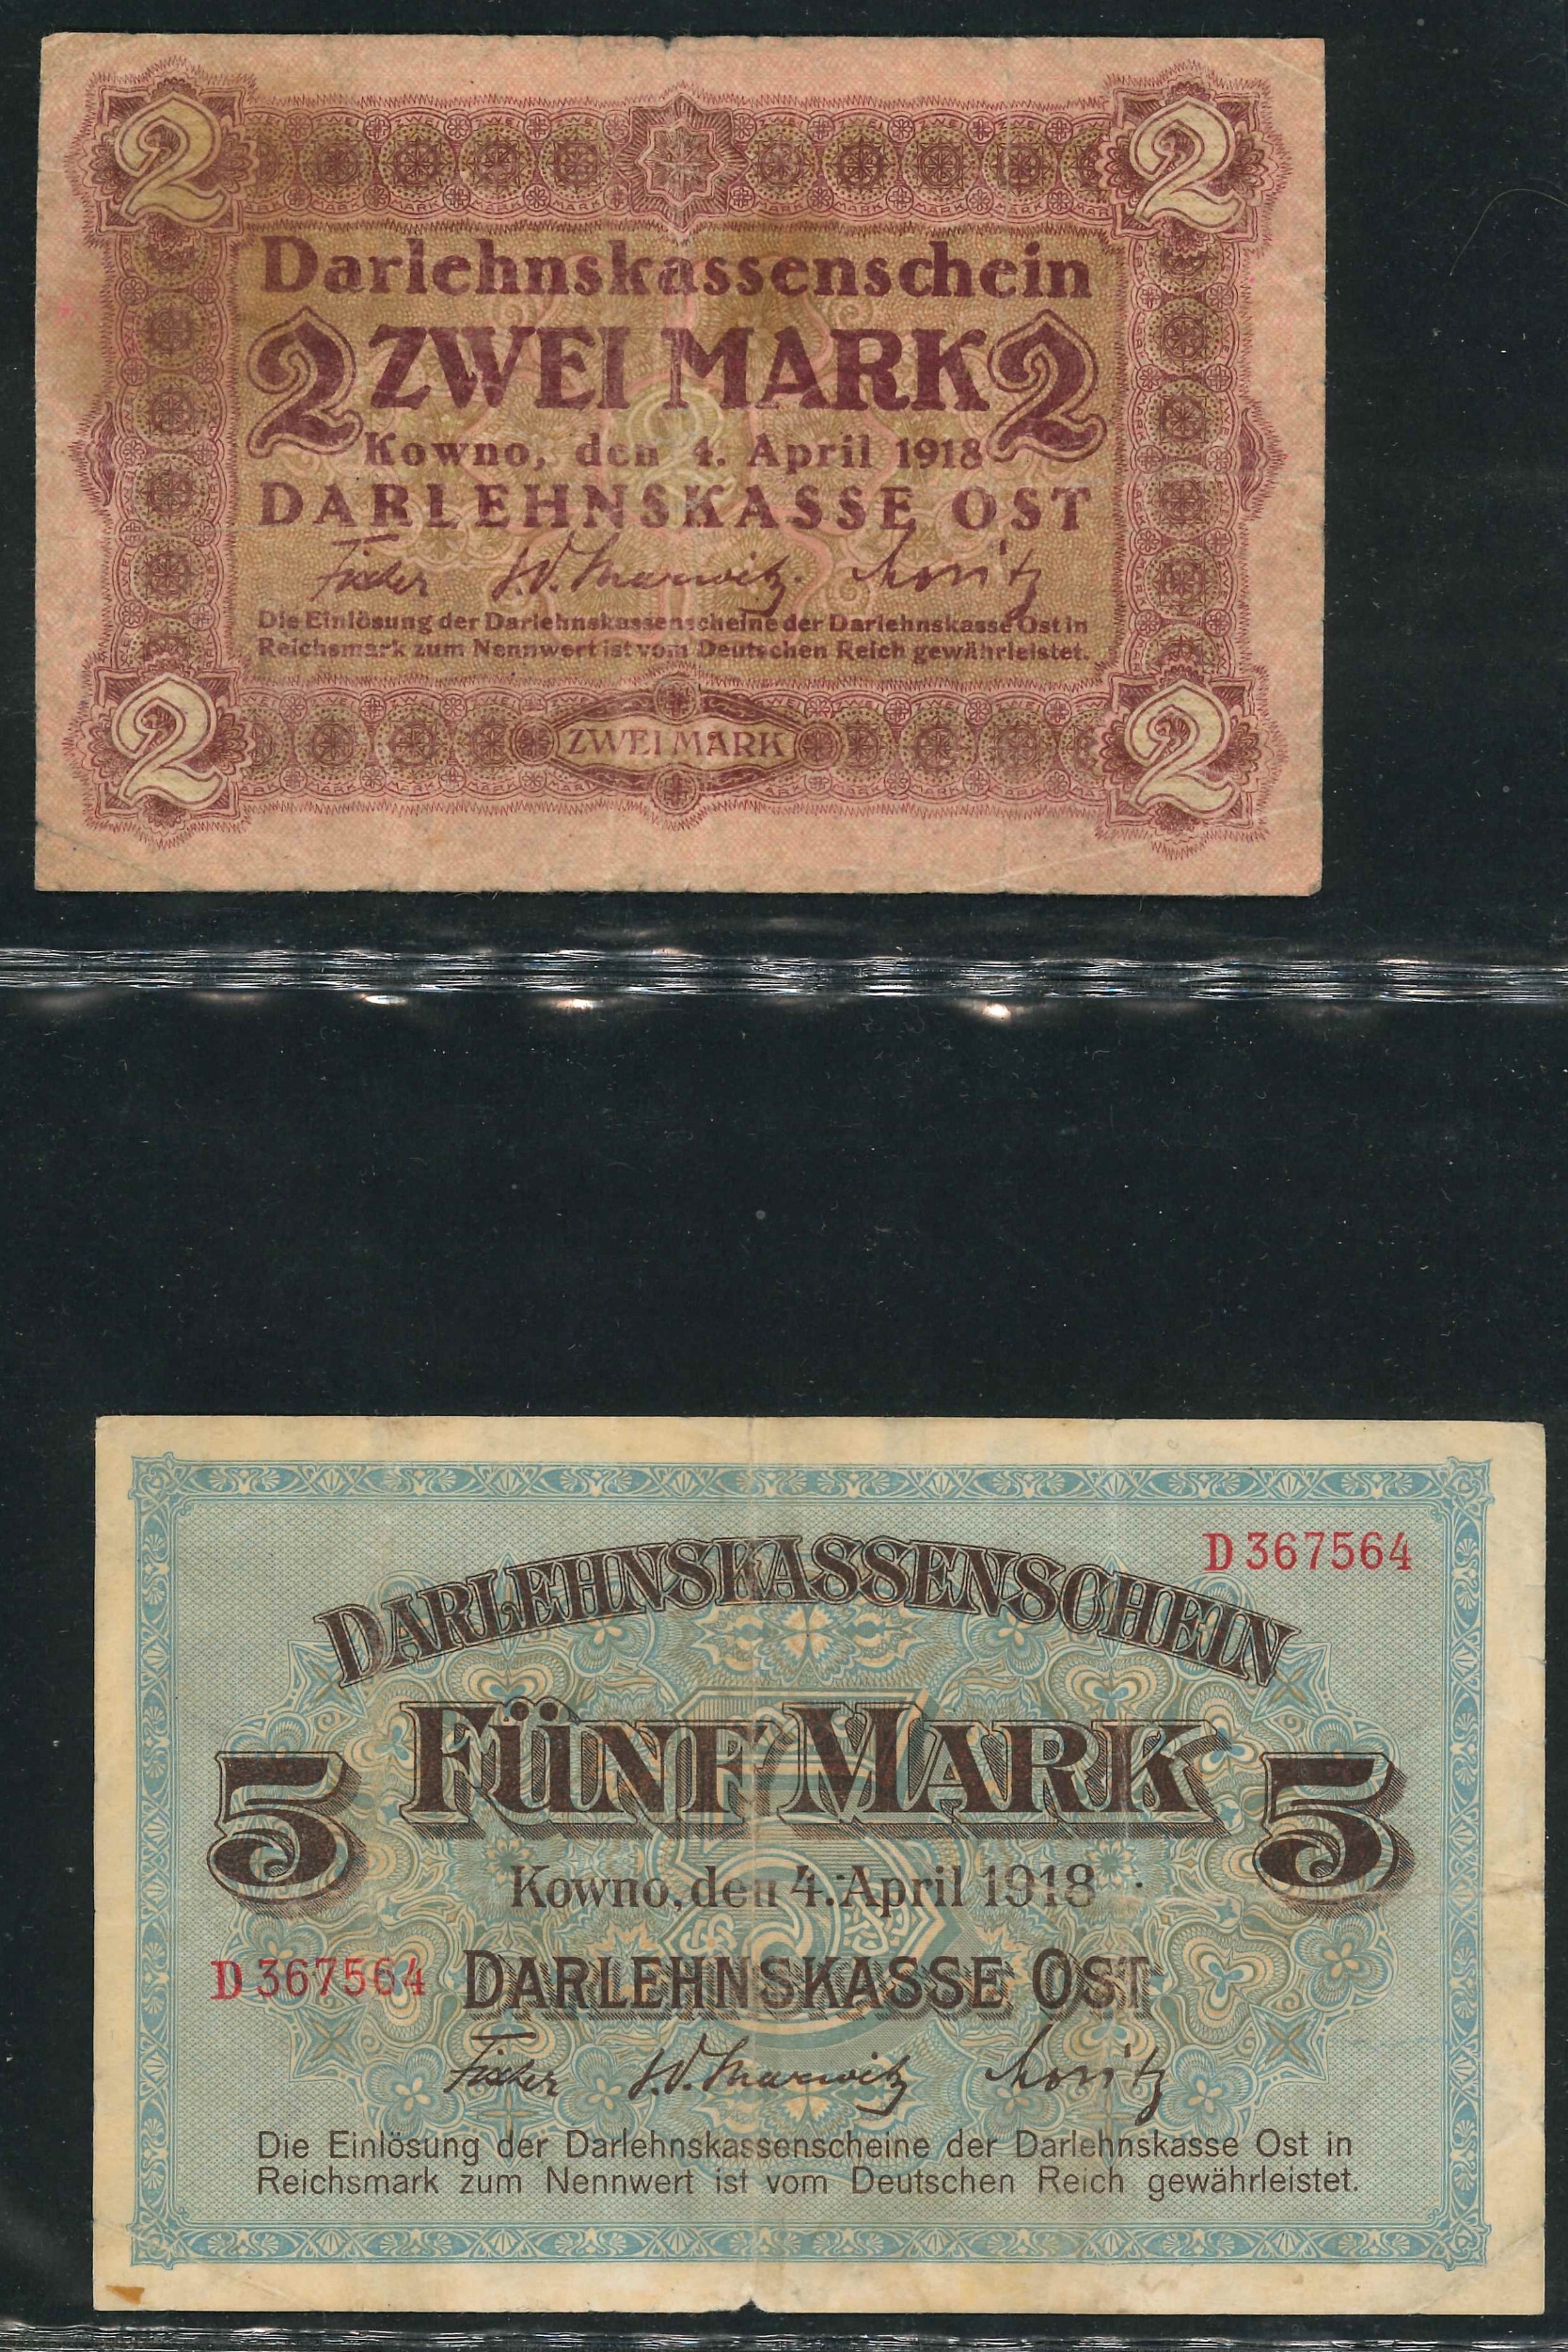 2 2
Darlehnskassenschein
2 ZWEI MARK 2
Kowno, den 4. April 1918
DARLEHNSKASSE OST
Fischer
Die Einlösung der Darlehnskassenscheine der Darlehnskasse Ost in
Reichsmark zum Nennwert ist vom Deutschen Reich gewährleistet.
2 ZWEI MARK 2
D 367564
DARLEHNSKASSENSCHEIN
5 FÜNF MARK 5
Kowno, den 4. April 1918
D 367564 DARLEHNSKASSE OST
Fischer
Die Einlösung der Darlehnskassenscheine der Darlehnskasse Ost in
Reichsmark zum Nennwert ist vom Deutschen Reich gewährleistet.